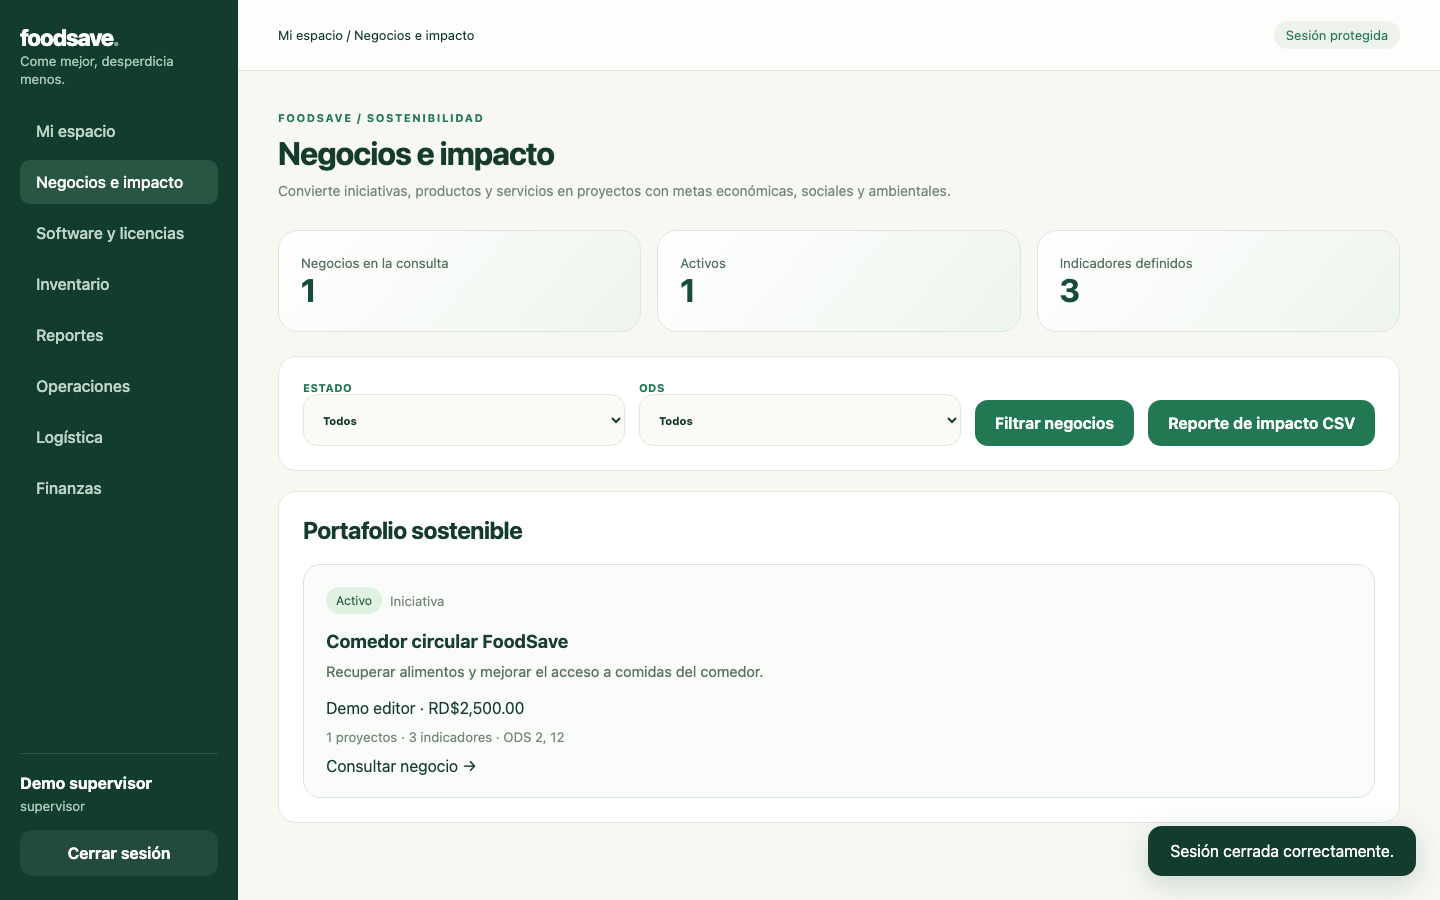 foodsave.
Come mejor, desperdicia
menos.
Mi espacio
Negocios e impacto
Software y licencias
Inventario
Reportes
Operaciones
Logística
Finanzas
Demo supervisor
supervisor
Cerrar sesión
Mi espacio / Negocios e impacto
Sesión protegida
FOODSAVE / SOSTENIBILIDAD
Negocios e impacto
Convierte iniciativas, productos y servicios en proyectos con metas económicas, sociales y ambientales.
Negocios en la consulta
1
Activos
1
Indicadores definidos
3
ESTADO
Todos
ODS
Todos
Filtrar negocios
Reporte de impacto CSV
Portafolio sostenible
Activo Iniciativa
Comedor circular FoodSave
Recuperar alimentos y mejorar el acceso a comidas del comedor.
Demo editor · RD$2,500.00
1 proyectos · 3 indicadores · ODS 2, 12
Consultar negocio →
Sesión cerrada correctamente.